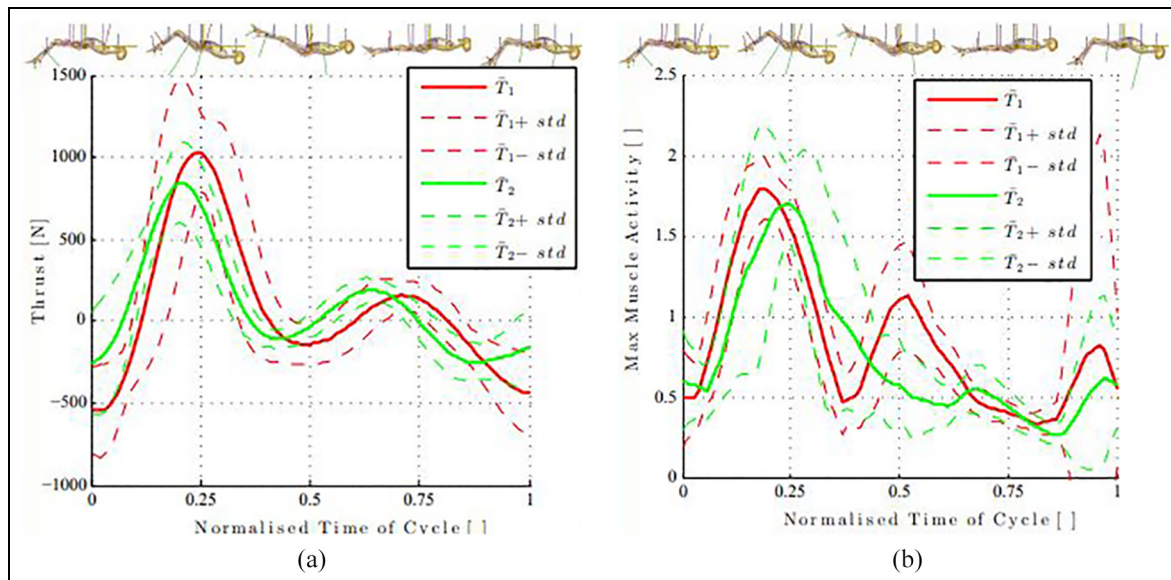 1500
1000
500
0
−500
−1000
Thrust [N]
0
0.25
0.5
0.75
1
Normalised Time of Cycle [ ]
T̄₁
T̄₁+ std
T̄₁− std
T̄₂
T̄₂+ std
T̄₂− std
(a)
2.5
2
1.5
1
0.5
0
Max Muscle Activity [ ]
0
0.25
0.5
0.75
1
Normalised Time of Cycle [ ]
T̄₁
T̄₁+ std
T̄₁− std
T̄₂
T̄₂+ std
T̄₂− std
(b)